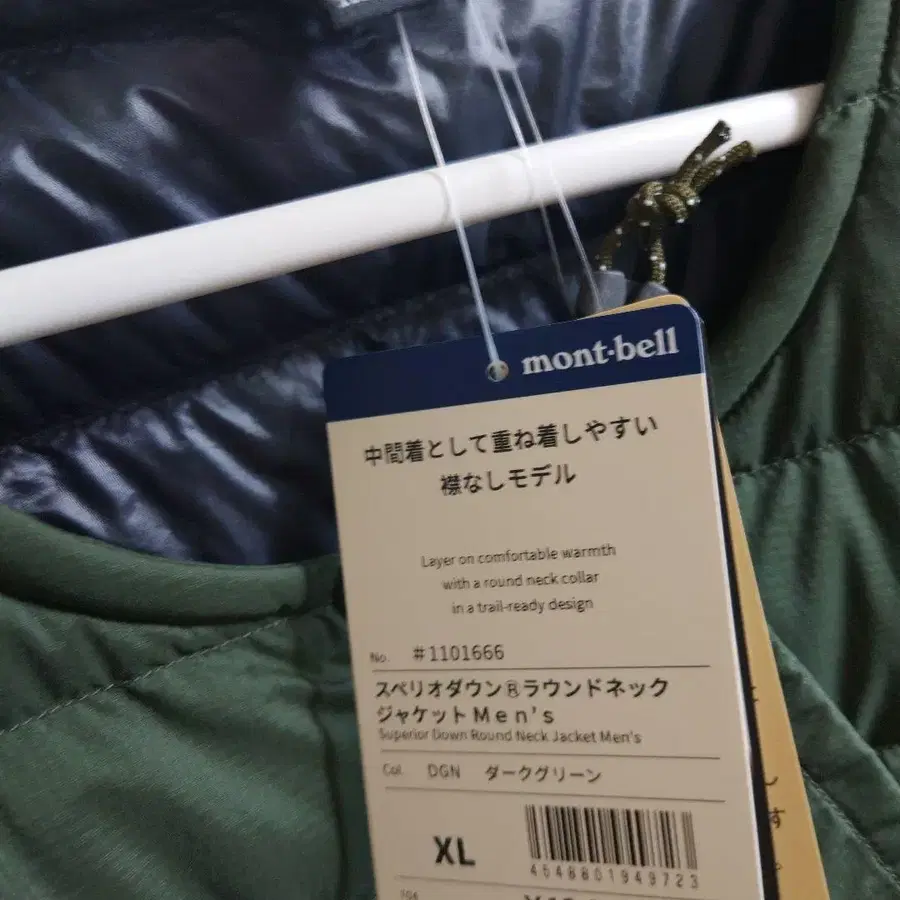 mont-bell
中間着として重ね着しやすい
襟なしモデル
Layer on comfortable warmth
with a round neck collar
in a trail-ready design
No. #1101666
スペリオダウン®ラウンドネック
ジャケットMen's
Superior Down Round Neck Jacket Men's
Col. DGN ダークグリーン
XL
4548801949723